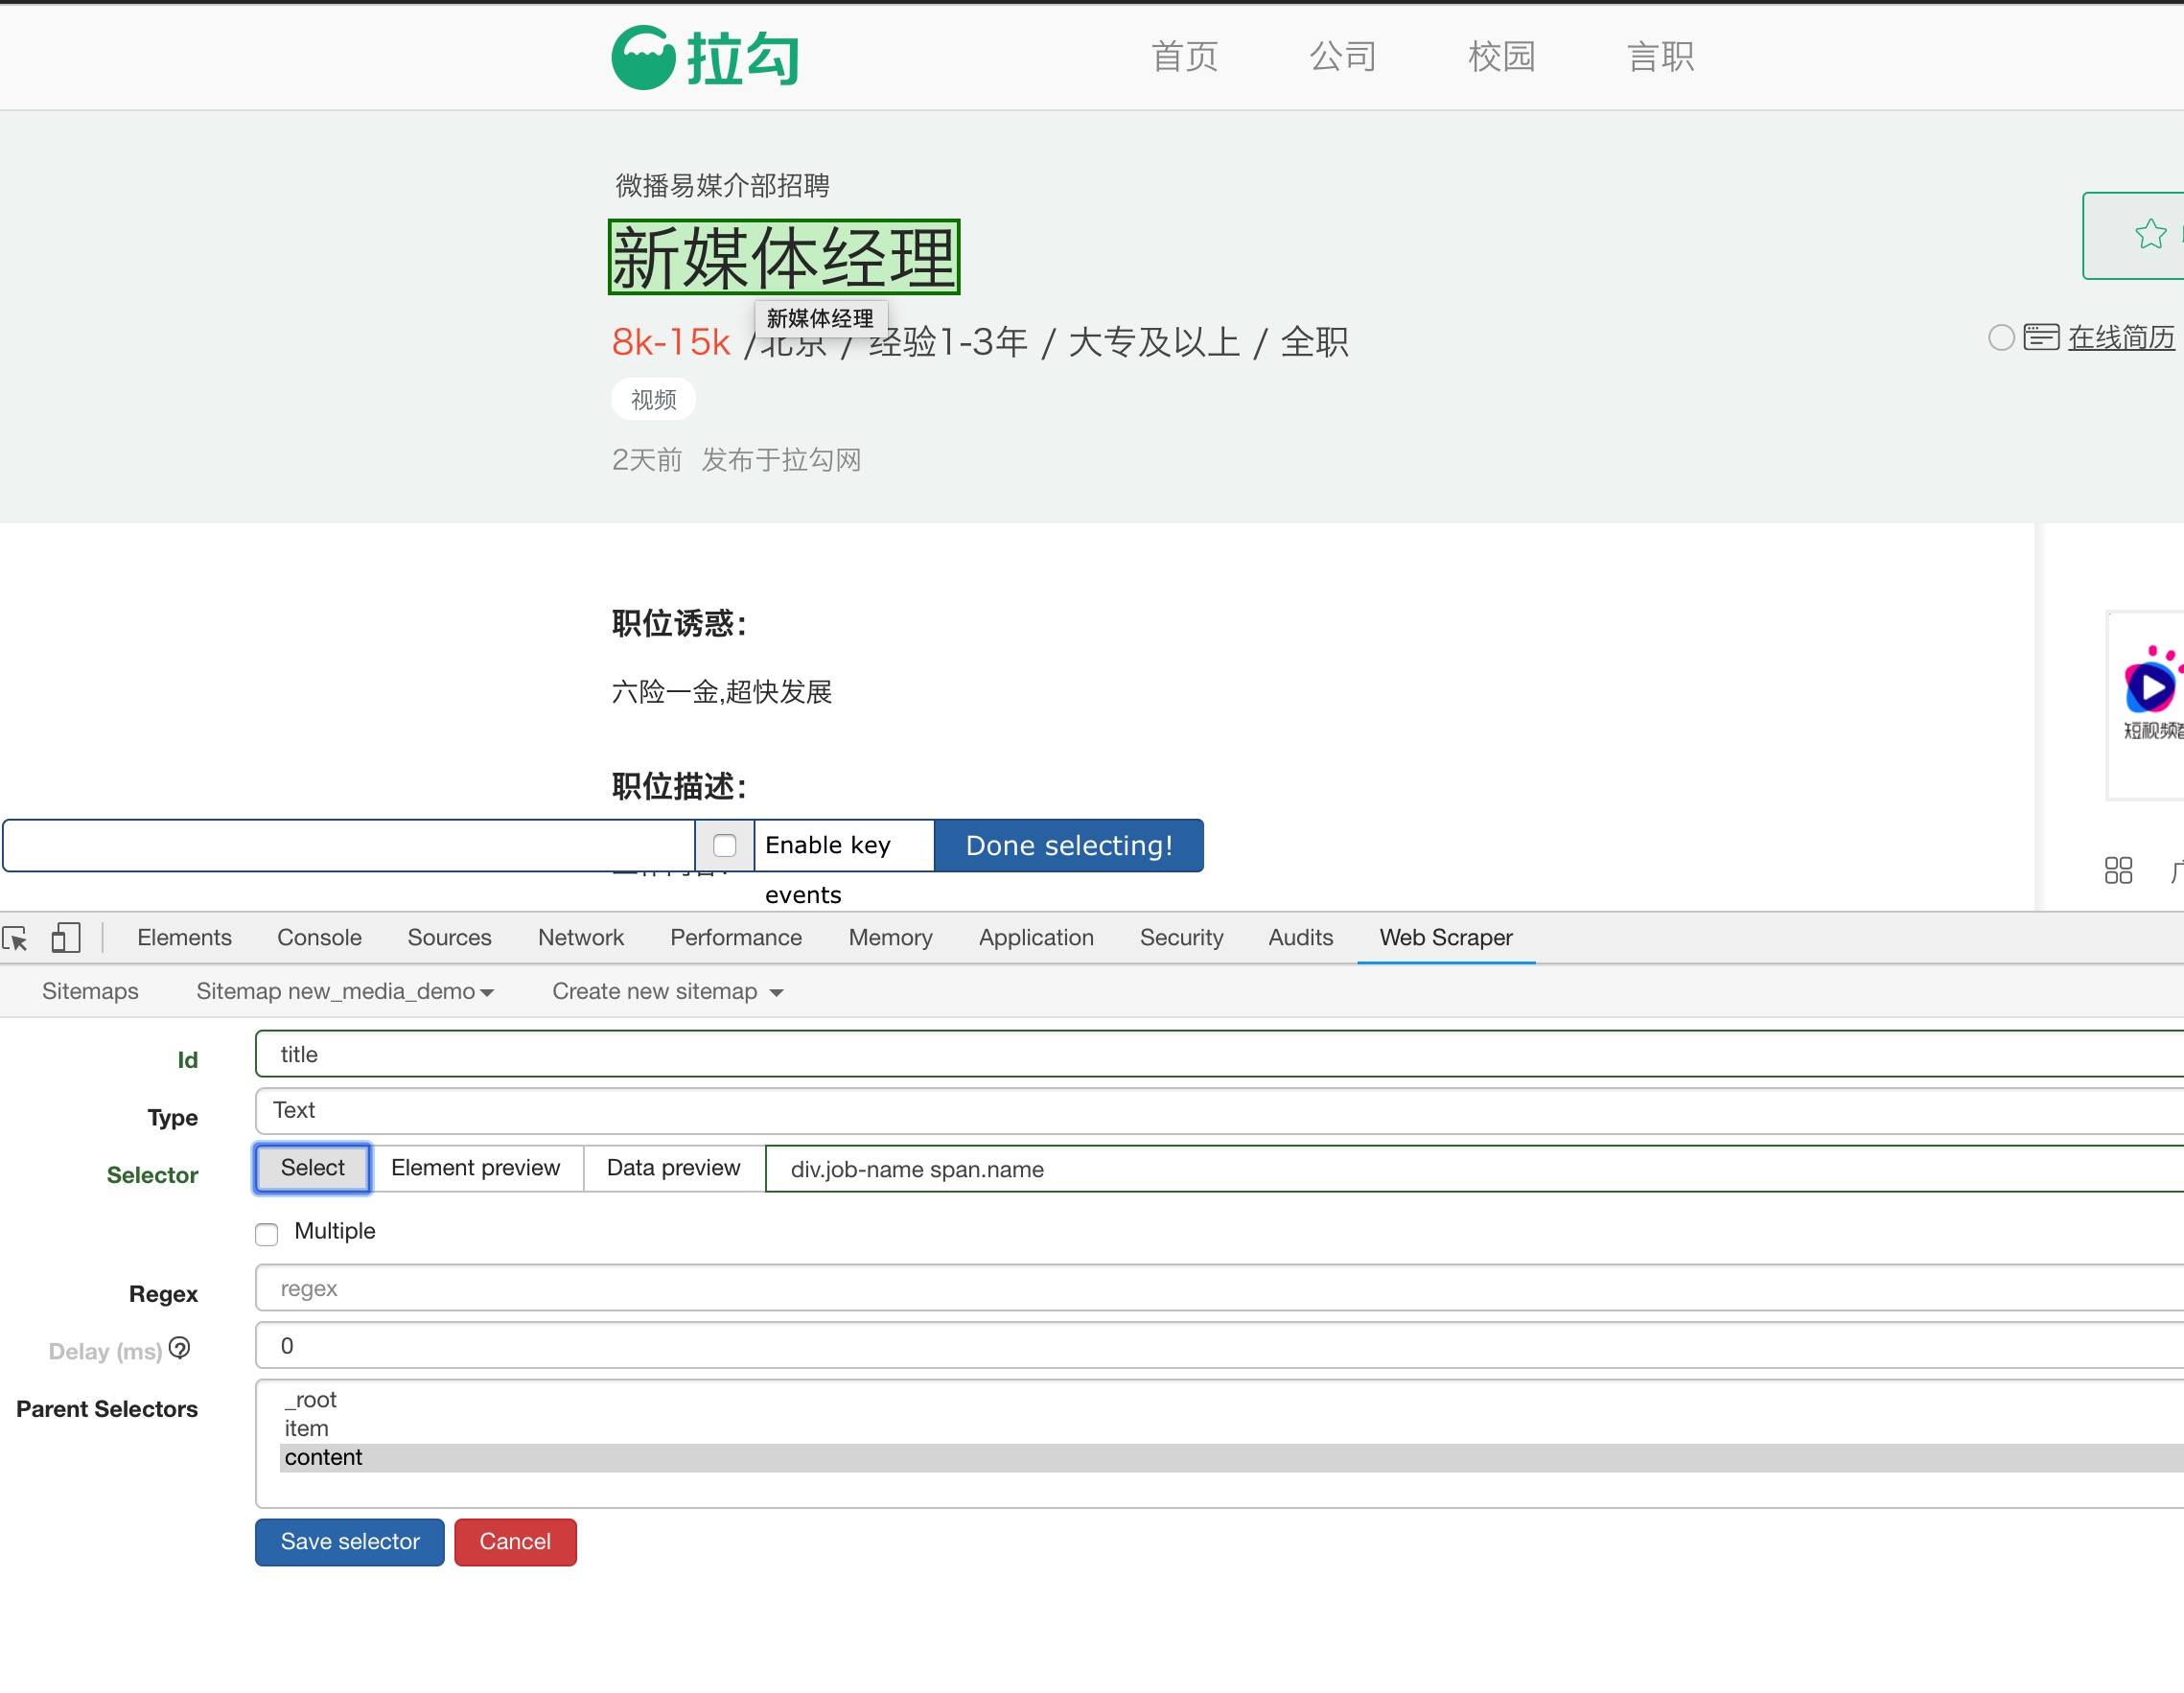 拉勾
首页 公司 校园 言职
微播易媒介部招聘
新媒体经理
新媒体经理
8k-15k /北京 / 经验1-3年 / 大专及以上 / 全职
在线简历
视频
2天前 发布于拉勾网
职位诱惑：
六险一金,超快发展
短视频
职位描述：
Enable key events
Done selecting!
Elements Console Sources Network Performance Memory Application Security Audits Web Scraper
Sitemaps Sitemap new_media_demo Create new sitemap
Id title
Type Text
Selector Select Element preview Data preview div.job-name span.name
Multiple
Regex regex
Delay (ms) 0
Parent Selectors _root
item
content
Save selector Cancel